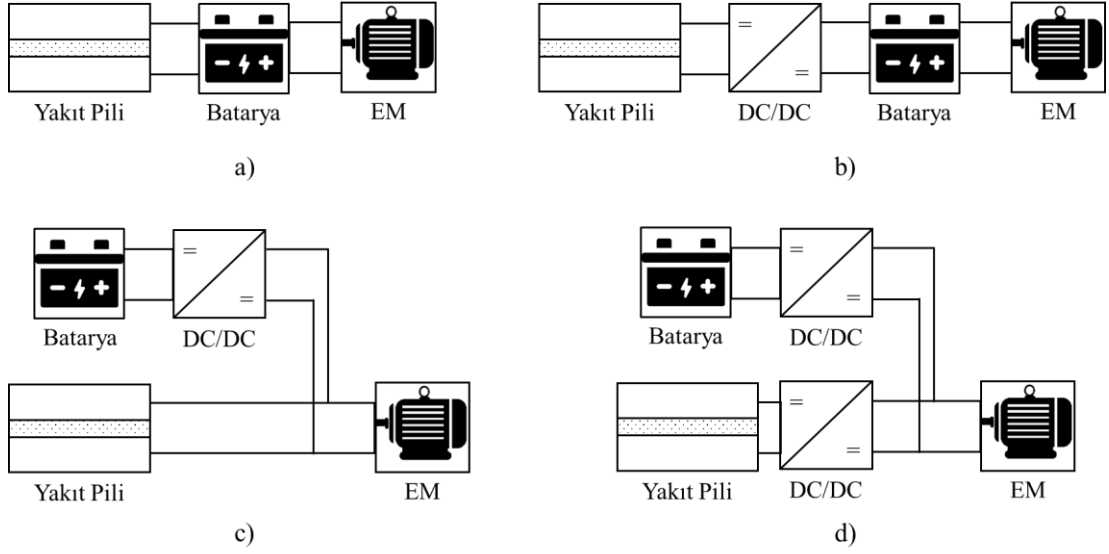 Yakıt Pili Batarya EM
a)
Yakıt Pili DC/DC Batarya EM
b)
Batarya DC/DC
Yakıt Pili EM
c)
Batarya DC/DC
Yakıt Pili DC/DC EM
d)